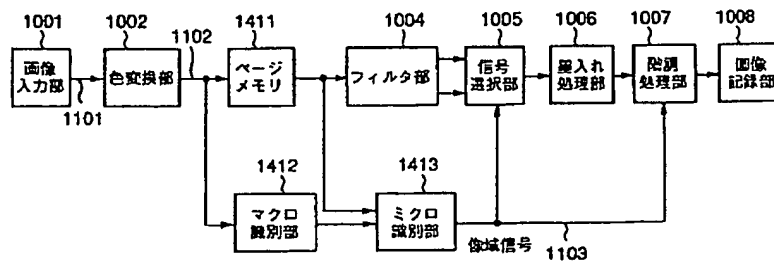 1001
1002
1102
1411
1004
1005
1006
1007
1008
画像
入力部
色変換部
ページ
メモリ
フィルタ部
信号
選択部
墨入れ
処理部
階調
処理部
画像
記録部
1101
1412
1413
マクロ
識別部
ミクロ
識別部
像域信号
1103